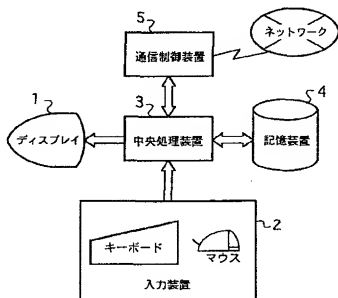 5
通信制御装置
ネットワーク
1
3
4
ディスプレイ
中央処理装置
記憶装置
2
キーボード
マウス
入力装置